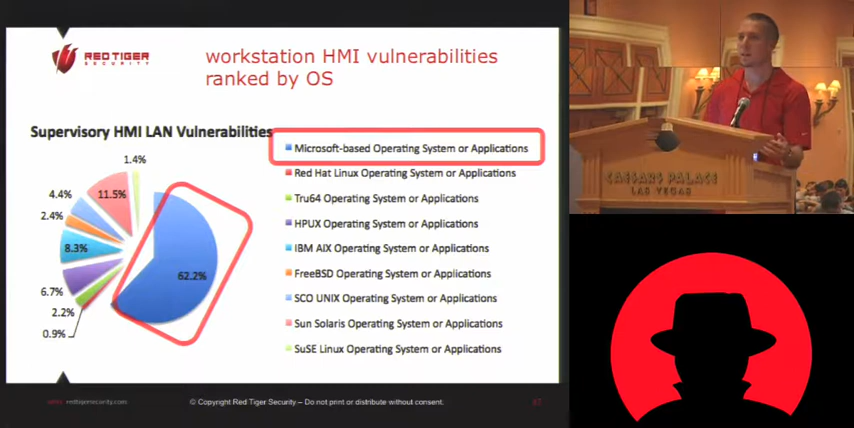 RED TIGER
SECURITY
workstation HMI vulnerabilities
ranked by OS
Supervisory HMI LAN Vulnerabilities
1.4%
11.5%
4.4%
2.4%
8.3%
6.7%
2.2%
0.9%
62.2%
Microsoft-based Operating System or Applications
Red Hat Linux Operating System or Applications
Tru64 Operating System or Applications
HPUX Operating System or Applications
IBM AIX Operating System or Applications
FreeBSD Operating System or Applications
SCO UNIX Operating System or Applications
Sun Solaris Operating System or Applications
SuSE Linux Operating System or Applications
redtigersecurity.com
© Copyright Red Tiger Security – Do not print or distribute without consent.
CAESARS PALACE
LAS VEGAS